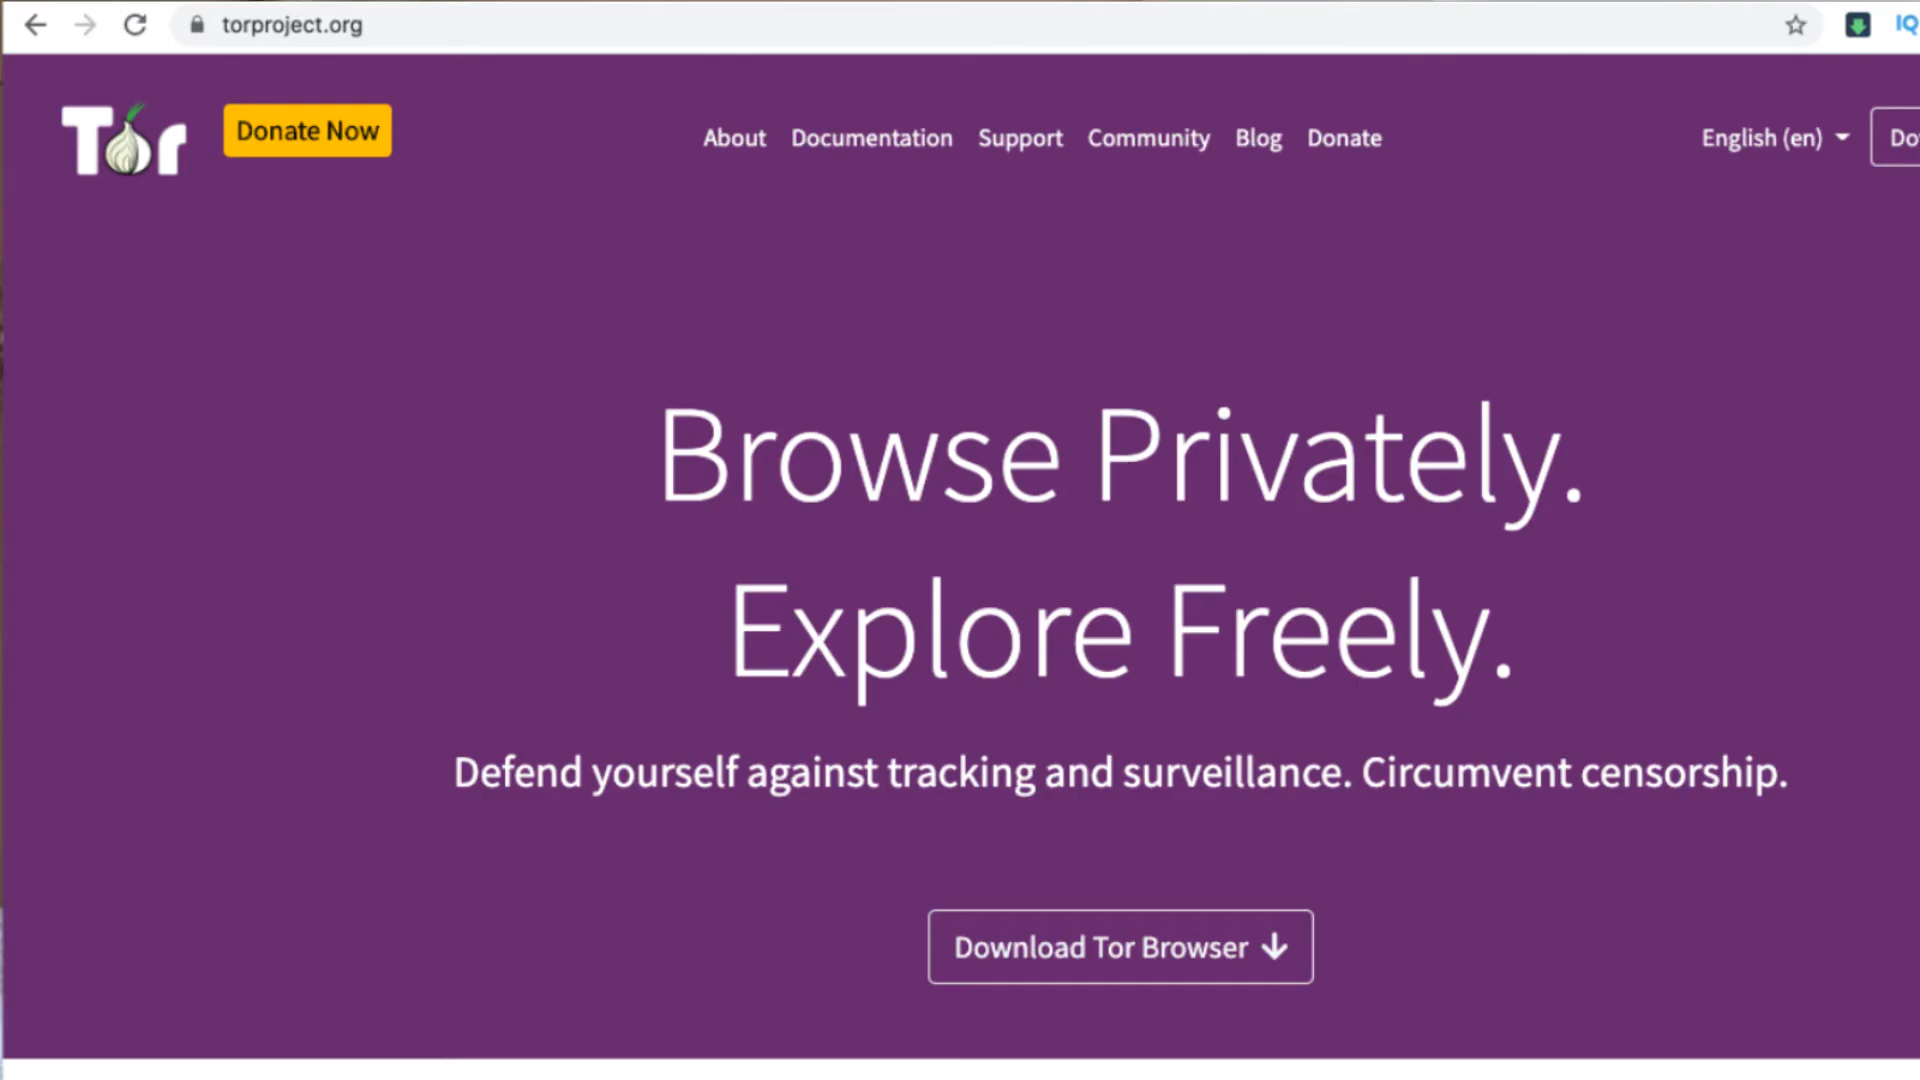 torproject.org
IQ
Tor
Donate Now
About Documentation Support Community Blog Donate
English (en)
Browse Privately.
Explore Freely.
Defend yourself against tracking and surveillance. Circumvent censorship.
Download Tor Browser